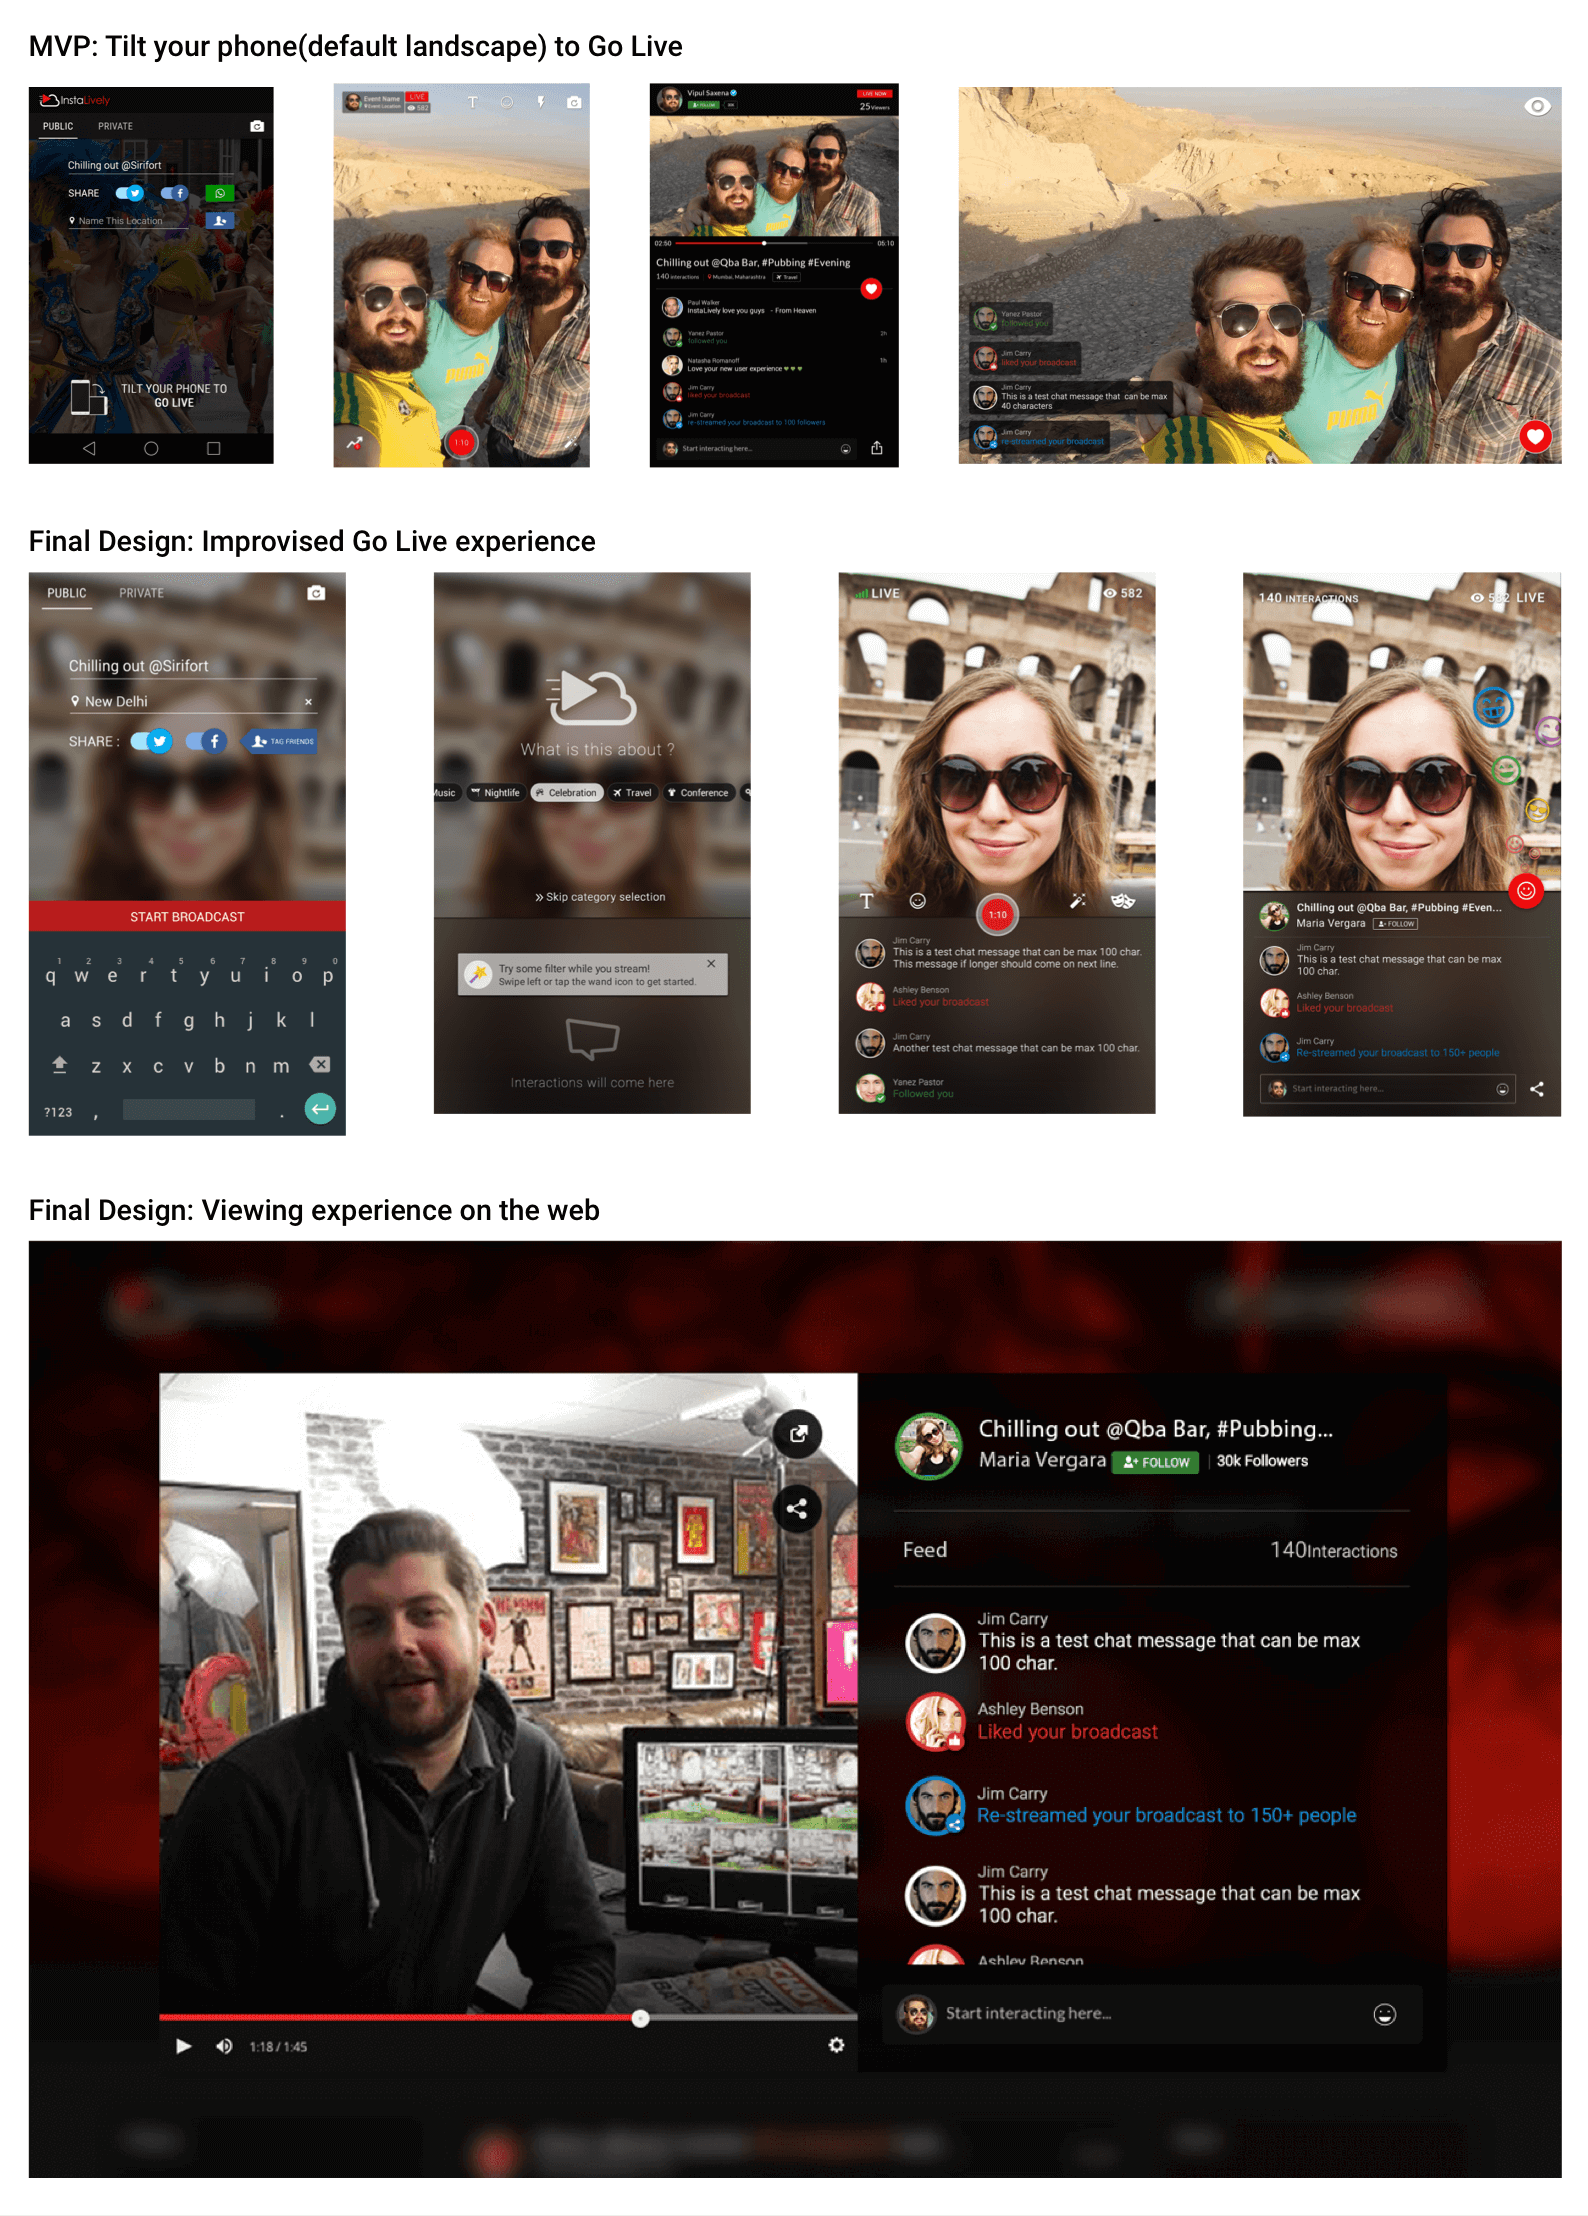 MVP: Tilt your phone(default landscape) to Go Live
InstaLively
PUBLIC PRIVATE
Chilling out @Sirifort
SHARE
Name This Location
TILT YOUR PHONE TO
GO LIVE
Event Name LIVE
Event Location 582
T
1:10
Vipul Saxena LIVE NOW
FOLLOW 30K 25 Viewers
02:50 05:10
Chilling out @Qba Bar, #Pubbing #Evening
140 interactions Mumbai, Maharashtra Travel
Paul Walker
InstaLively love you guys - From Heaven
Yanez Pastor 2h
followed you
Natasha Romanoff 1h
Love your new user experience
Jim Carry
liked your broadcast
Jim Carry
re-streamed your broadcast to 100 followers
Start interacting here...
Yanez Pastor
followed you
Jim Carry
liked your broadcast
Jim Carry
This is a test chat message that can be max
40 characters
Jim Carry
re-streamed your broadcast
PUMA
Final Design: Improvised Go Live experience
PUBLIC PRIVATE
Chilling out @Sirifort
New Delhi ×
SHARE : TAG FRIENDS
START BROADCAST
1 2 3 4 5 6 7 8 9 0
q w e r t y u i o p
a s d f g h j k l
z x c v b n m
?123 , .
What is this about ?
Music Nightlife Celebration Travel Conference
» Skip category selection
Try some filter while you stream!
Swipe left or tap the wand icon to get started.
Interactions will come here
LIVE 582
T
1:10
Jim Carry
This is a test chat message that can be max 100 char.
This message if longer should come on next line.
Ashley Benson
Liked your broadcast
Jim Carry
Another test chat message that can be max 100 char.
Yanez Pastor
Followed you
140 INTERACTIONS 582 LIVE
Chilling out @Qba Bar, #Pubbing #Even...
Maria Vergara FOLLOW
Jim Carry
This is a test chat message that can be max
100 char.
Ashley Benson
Liked your broadcast
Jim Carry
Re-streamed your broadcast to 150+ people
Start interacting here...
Final Design: Viewing experience on the web
Chilling out @Qba Bar, #Pubbing...
Maria Vergara FOLLOW 30k Followers
Feed 140Interactions
Jim Carry
This is a test chat message that can be max
100 char.
Ashley Benson
Liked your broadcast
Jim Carry
Re-streamed your broadcast to 150+ people
Jim Carry
This is a test chat message that can be max
100 char.
Ashley Benson
Start interacting here...
1:18 / 1:45